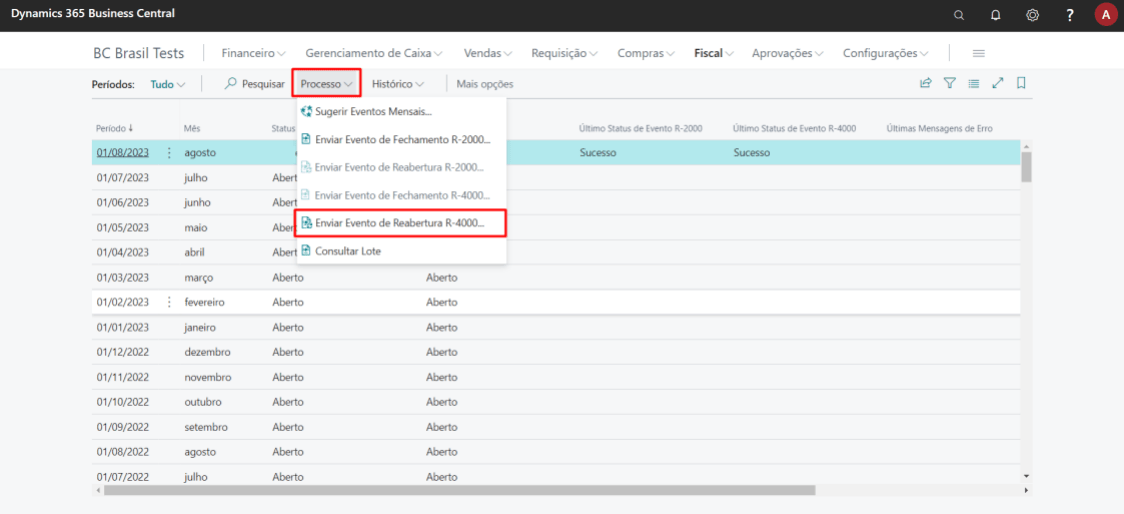 Dynamics 365 Business Central
?
A
BC Brasil Tests Financeiro Gerenciamento de Caixa Vendas Requisição Compras Fiscal Aprovações Configurações
Períodos: Tudo Pesquisar Processo Histórico Mais opções
Sugerir Eventos Mensais...
Enviar Evento de Fechamento R-2000...
Enviar Evento de Reabertura R-2000...
Enviar Evento de Fechamento R-4000...
Enviar Evento de Reabertura R-4000...
Consultar Lote
Período ↓ Mês Status Último Status de Evento R-2000 Último Status de Evento R-4000 Últimas Mensagens de Erro
01/08/2023 agosto Sucesso Sucesso
01/07/2023 julho
01/06/2023 junho
01/05/2023 maio
01/04/2023 abril
01/03/2023 março Aberto Aberto
01/02/2023 fevereiro Aberto Aberto
01/01/2023 janeiro Aberto Aberto
01/12/2022 dezembro Aberto Aberto
01/11/2022 novembro Aberto Aberto
01/10/2022 outubro Aberto Aberto
01/09/2022 setembro Aberto Aberto
01/08/2022 agosto Aberto Aberto
01/07/2022 julho Aberto Aberto